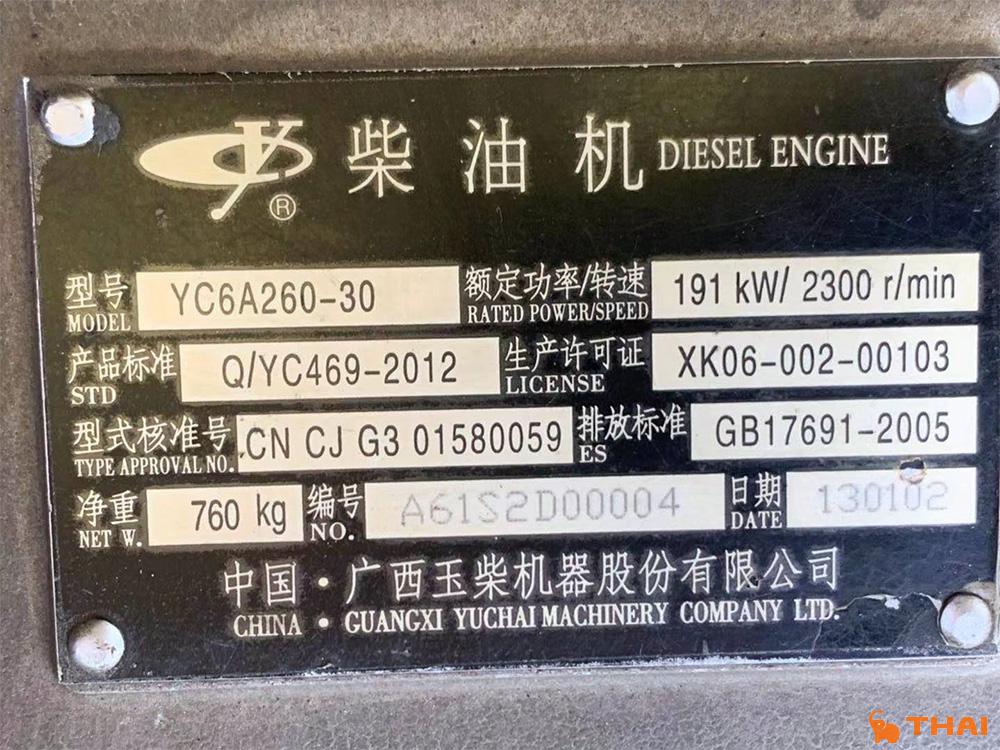 柴油机 DIESEL ENGINE
®
型号 MODEL YC6A260-30 额定功率/转速 RATED POWER/SPEED 191 kW/ 2300 r/min
产品标准 STD Q/YC469-2012 生产许可证 LICENSE XK06-002-00103
型式核准号 TYPE APPROVAL NO. CN CJ G3 01580059 排放标准 ES GB17691-2005
净重 NET W. 760 kg 编号 NO. A61S2D00004 日期 DATE 130102
中国·广西玉柴机器股份有限公司
CHINA · GUANGXI YUCHAI MACHINERY COMPANY LTD.
THAI